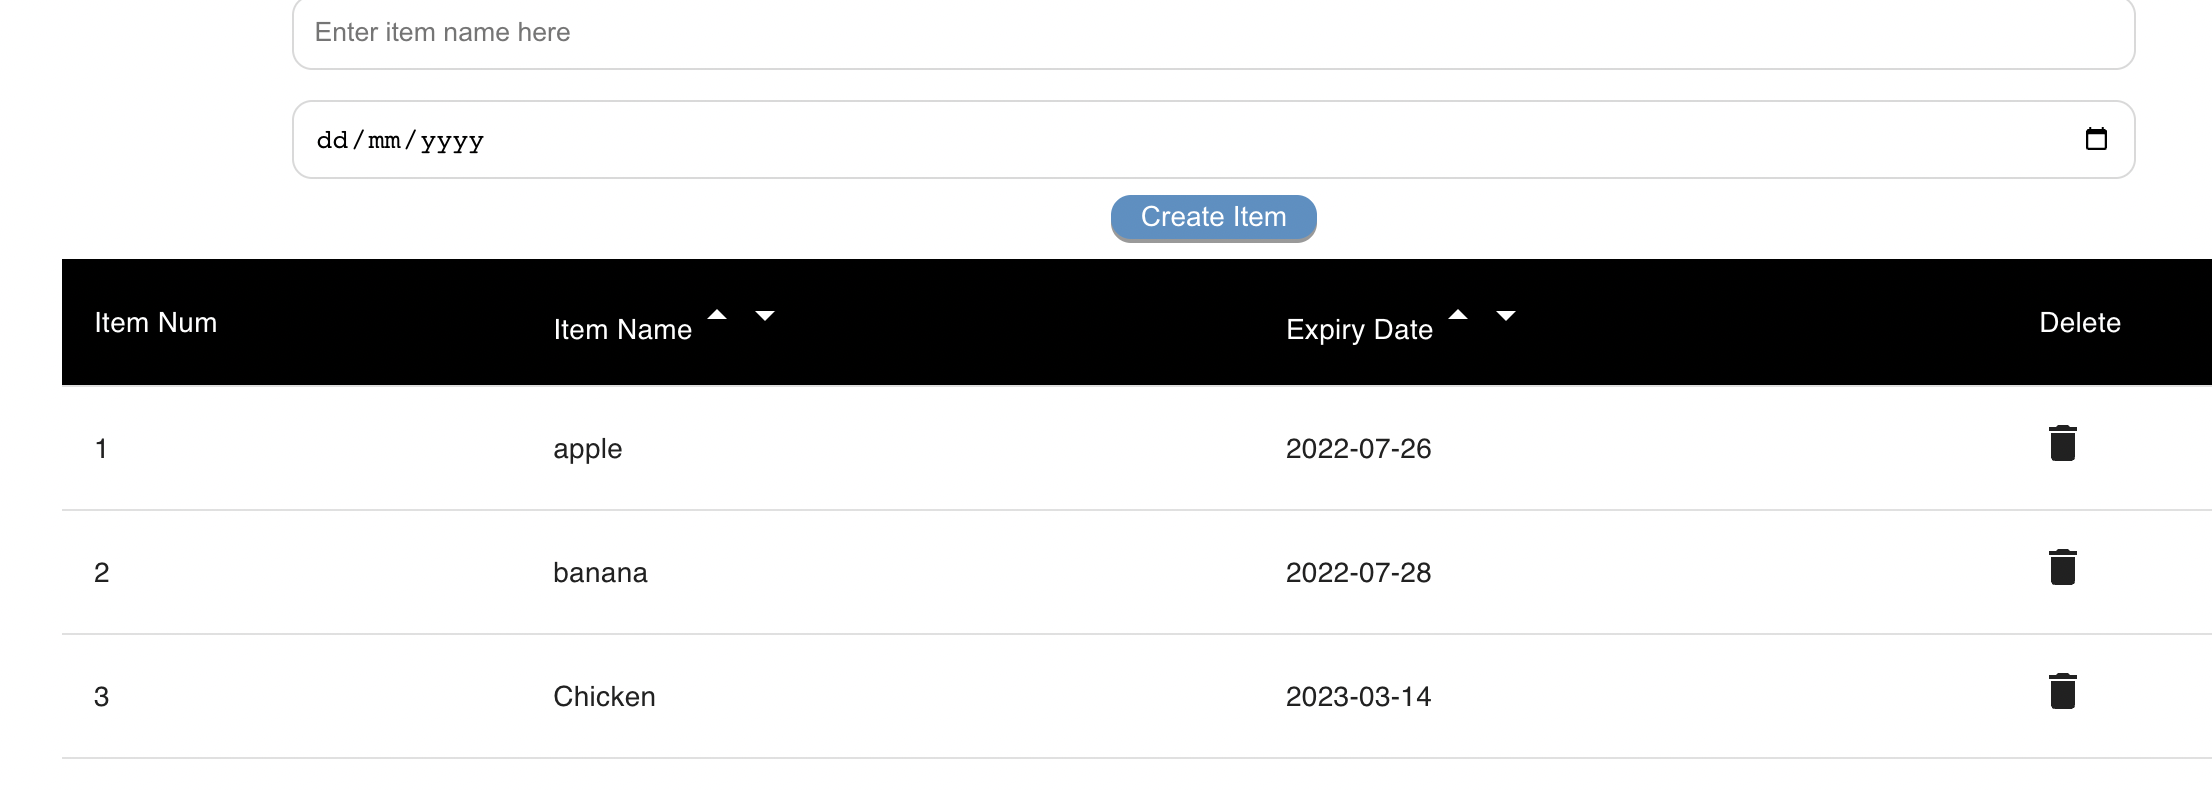 Enter item name here
dd/mm/yyyy
Create Item
Item Num Item Name Expiry Date Delete
1 apple 2022-07-26
2 banana 2022-07-28
3 Chicken 2023-03-14